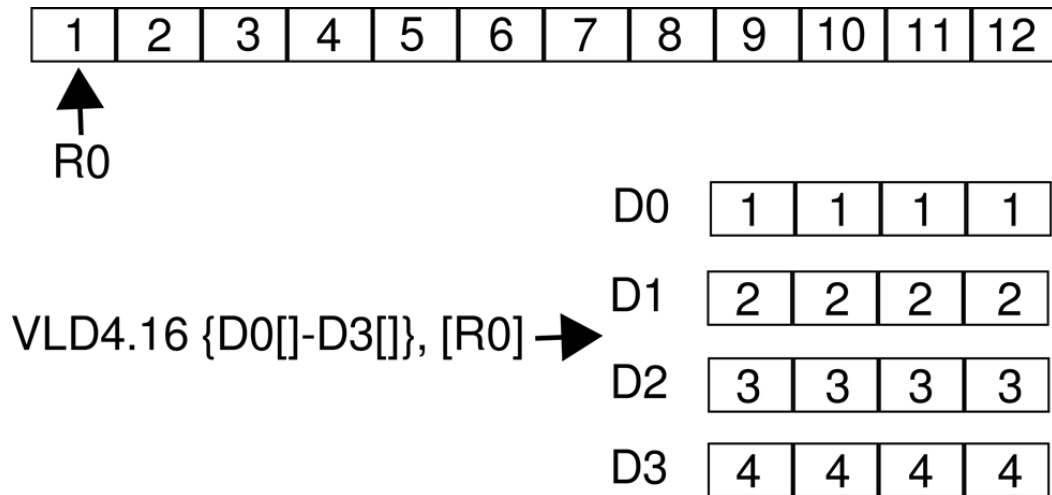 1 2 3 4 5 6 7 8 9 10 11 12
R0
D0 1 1 1 1
D1 2 2 2 2
VLD4.16 {D0[]-D3[]}, [R0]
D2 3 3 3 3
D3 4 4 4 4